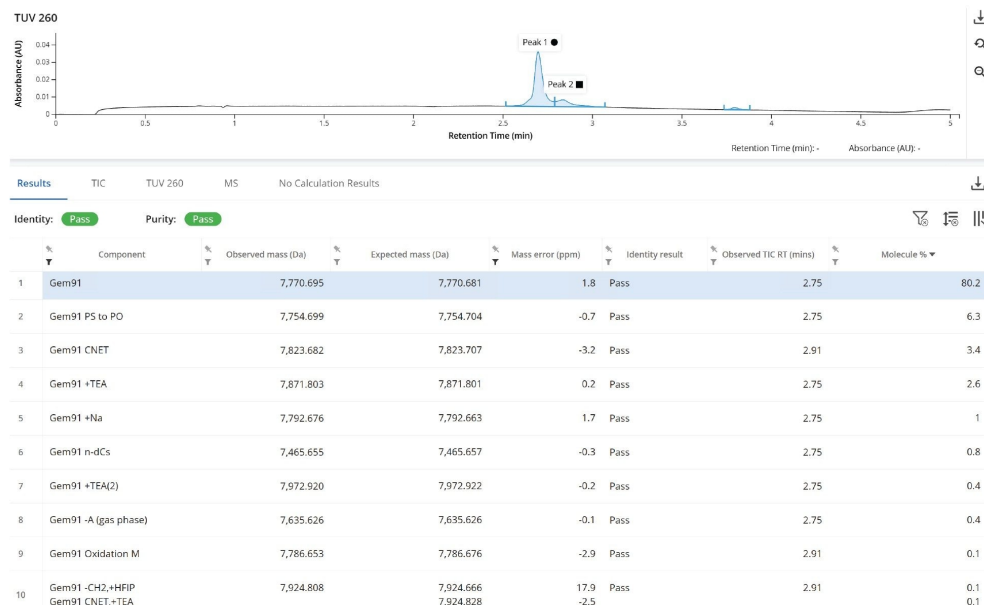 TUV 260
Absorbance (AU)
0.04
0.03
0.02
0.01
0
Peak 1
Peak 2
0 0.5 1 1.5 2 2.5 3 3.5 4 4.5 5
Retention Time (min)
Retention Time (min): - Absorbance (AU): -
Results TIC TUV 260 MS No Calculation Results
Identity: Pass Purity: Pass
Component Observed mass (Da) Expected mass (Da) Mass error (ppm) Identity result Observed TIC RT (mins) Molecule %
1 Gem91 7,770.695 7,770.681 1.8 Pass 2.75 80.2
2 Gem91 PS to PO 7,754.699 7,754.704 -0.7 Pass 2.75 6.3
3 Gem91 CNET 7,823.682 7,823.707 -3.2 Pass 2.91 3.4
4 Gem91 +TEA 7,871.803 7,871.801 0.2 Pass 2.75 2.6
5 Gem91 +Na 7,792.676 7,792.663 1.7 Pass 2.75 1
6 Gem91 n-dCs 7,465.655 7,465.657 -0.3 Pass 2.75 0.8
7 Gem91 +TEA(2) 7,972.920 7,972.922 -0.2 Pass 2.75 0.4
8 Gem91 -A (gas phase) 7,635.626 7,635.626 -0.1 Pass 2.75 0.4
9 Gem91 Oxidation M 7,786.653 7,786.676 -2.9 Pass 2.91 0.1
10 Gem91 -CH2,+HFIP 7,924.808 7,924.666 17.9 Pass 2.91 0.1
Gem91 CNET,+TEA 7,924.828 -2.5 0.1